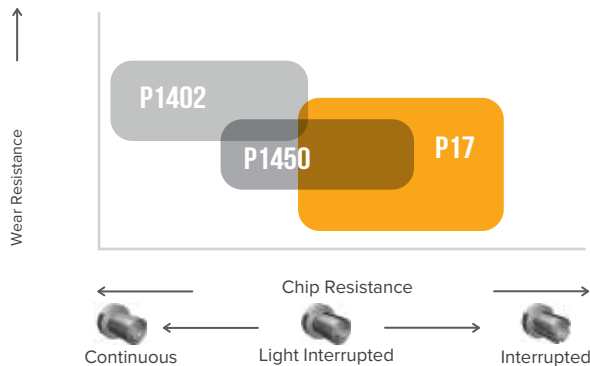 P1402
P1450
P17
Wear Resistance
Chip Resistance
Continuous
Light Interrupted
Interrupted